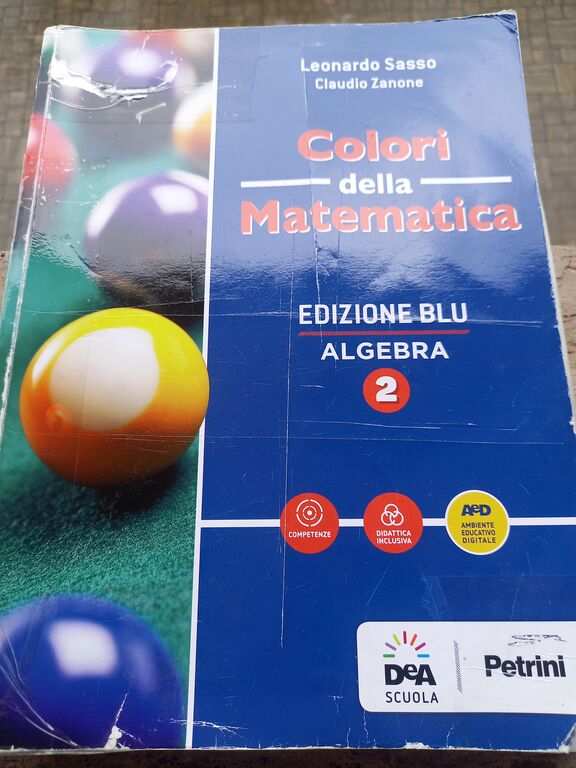 Leonardo Sasso
Claudio Zanone
Colori
della
Matematica
EDIZIONE BLU
ALGEBRA
2
COMPETENZE
DIDATTICA
INCLUSIVA
AeD
AMBIENTE
EDUCATIVO
DIGITALE
DeA
SCUOLA
Petrini